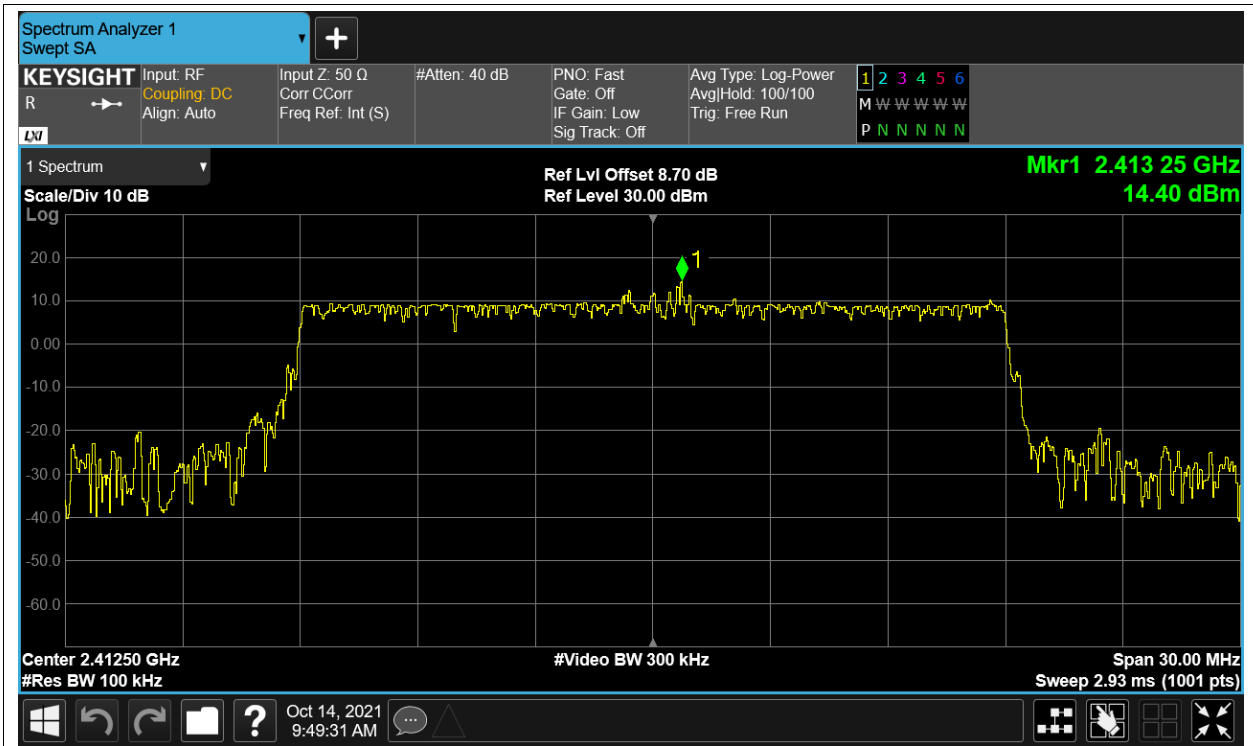 Spectrum Analyzer 1
Swept SA
KEYSIGHT
R
LXI
Input: RF
Coupling: DC
Align: Auto
Input Z: 50 Ω
Corr CCorr
Freq Ref: Int (S)
#Atten: 40 dB
PNO: Fast
Gate: Off
IF Gain: Low
Sig Track: Off
Avg Type: Log-Power
Avg|Hold: 100/100
Trig: Free Run
1 2 3 4 5 6
M W W W W W
P N N N N N
1 Spectrum
Scale/Div 10 dB
Ref Lvl Offset 8.70 dB
Ref Level 30.00 dBm
Mkr1 2.413 25 GHz
14.40 dBm
Log
20.0
10.0
0.00
-10.0
-20.0
-30.0
-40.0
-50.0
-60.0
1
Center 2.41250 GHz
#Res BW 100 kHz
#Video BW 300 kHz
Span 30.00 MHz
Sweep 2.93 ms (1001 pts)
?
Oct 14, 2021
9:49:31 AM